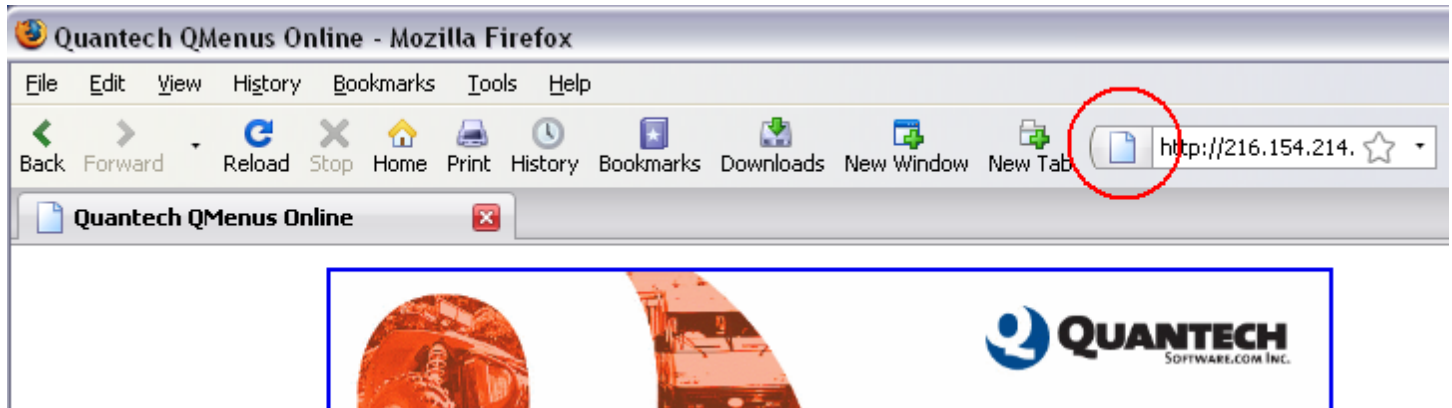 Quantech QMenus Online - Mozilla Firefox
File Edit View History Bookmarks Tools Help
Back Forward Reload Stop Home Print History Bookmarks Downloads New Window New Tab http://216.154.214.
Quantech QMenus Online
QUANTECH
SOFTWARE.COM INC.